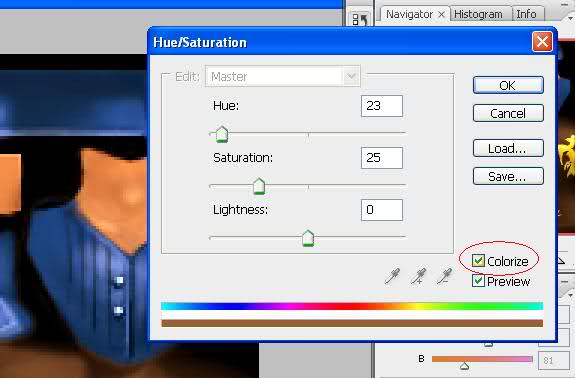 Navigator × Histogram Info
Hue/Saturation
Edit: Master
Hue: 23
Saturation: 25
Lightness: 0
OK
Cancel
Load...
Save...
Colorize
Preview
B 81